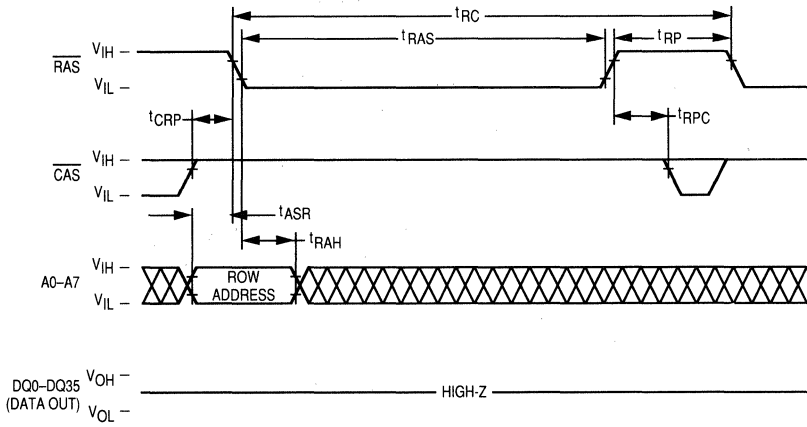 tRC
tRAS
tRP
RAS
VIH
VIL
tCRP
tRPC
CAS
VIH
VIL
tASR
tRAH
A0–A7
VIH
VIL
ROW
ADDRESS
DQ0–DQ35
(DATA OUT)
VOH
VOL
HIGH-Z